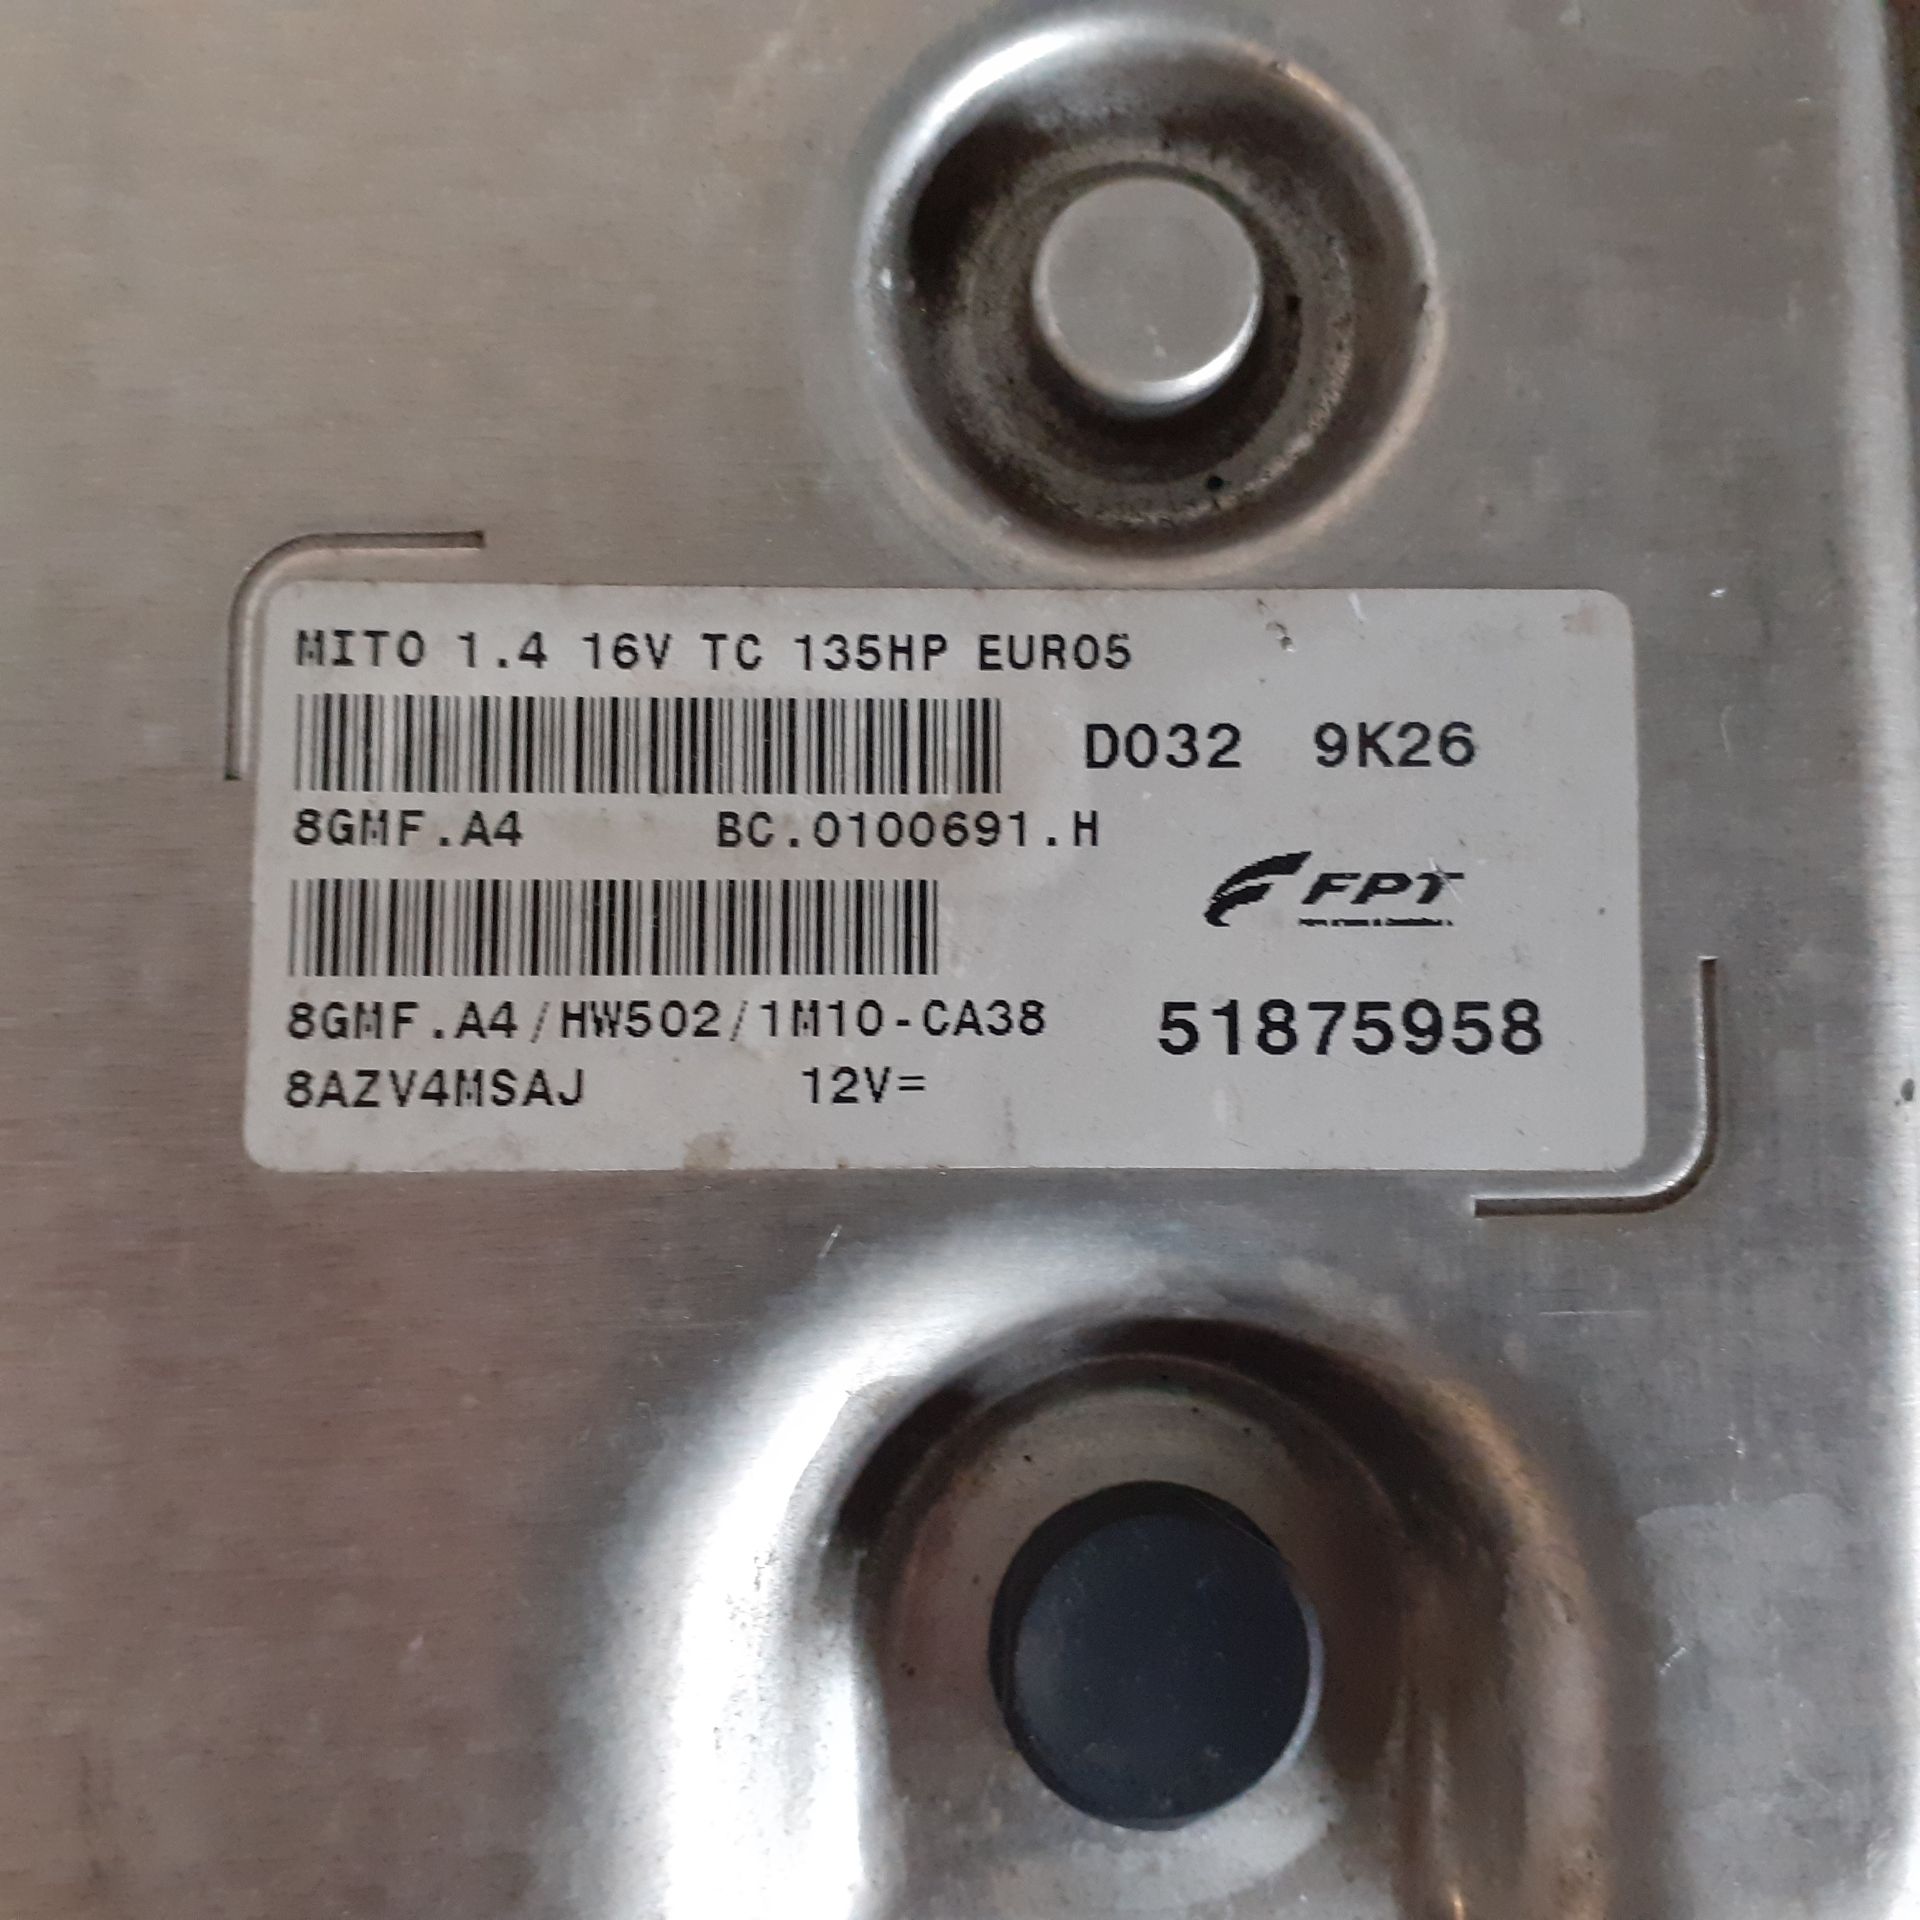 MITO 1.4 16V TC 135HP EURO5
D032 9K26
8GMF.A4 BC.0100691.H
FPT
8GMF.A4/HW502/1M10-CA38
51875958
8AZV4MSAJ 12V=